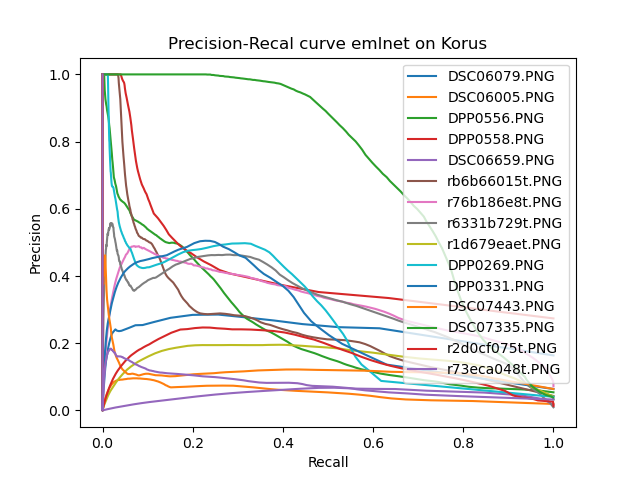 Precision-Recal curve emlnet on Korus
Precision
1.0
0.8
0.6
0.4
0.2
0.0
DSC06079.PNG
DSC06005.PNG
DPP0556.PNG
DPP0558.PNG
DSC06659.PNG
rb6b66015t.PNG
r76b186e8t.PNG
r6331b729t.PNG
r1d679eaet.PNG
DPP0269.PNG
DPP0331.PNG
DSC07443.PNG
DSC07335.PNG
r2d0cf075t.PNG
r73eca048t.PNG
0.0 0.2 0.4 0.6 0.8 1.0
Recall